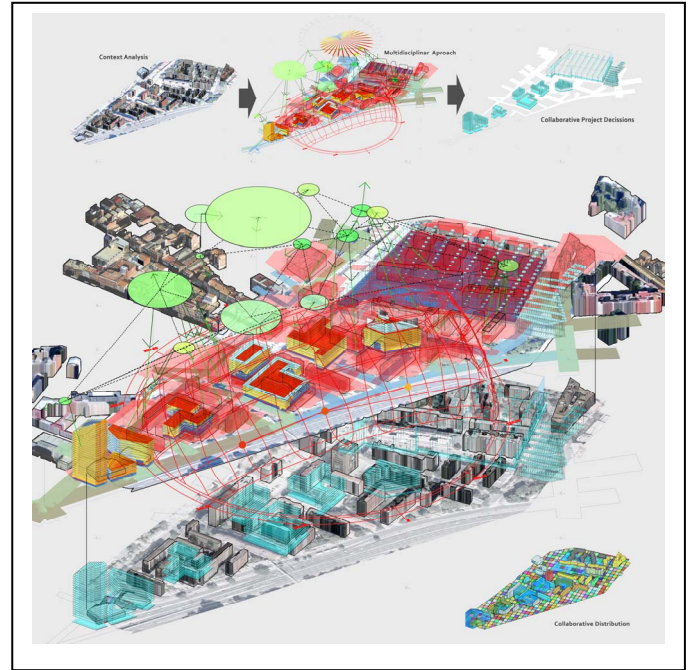 Context Analysis
Multidisciplinar Aproach
Collaborative Project Decissions
Collaborative Distribution